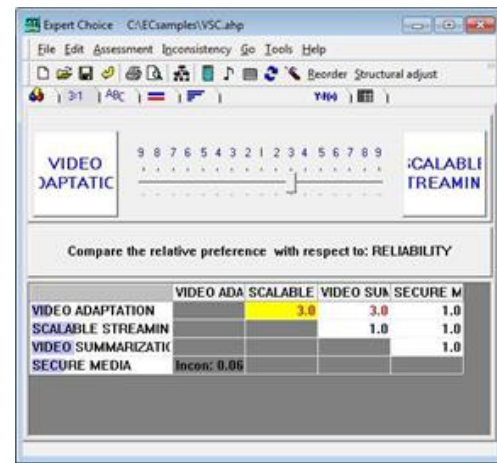 Expert Choice C:\ECsamples\VSC.ahp
File Edit Assessment Inconsistency Go Tools Help
Reorder Structural adjust
3:1 ABC Y=f(x)
VIDEO
)APTATIC
9 8 7 6 5 4 3 2 1 2 3 4 5 6 7 8 9
;CALABLE
TREAMIN
Compare the relative preference with respect to: RELIABILITY
VIDEO ADA SCALABLE VIDEO SUM SECURE M
VIDEO ADAPTATION 3.0 3.0 1.0
SCALABLE STREAMIN 1.0 1.0
VIDEO SUMMARIZATIC 1.0
SECURE MEDIA Incon: 0.06